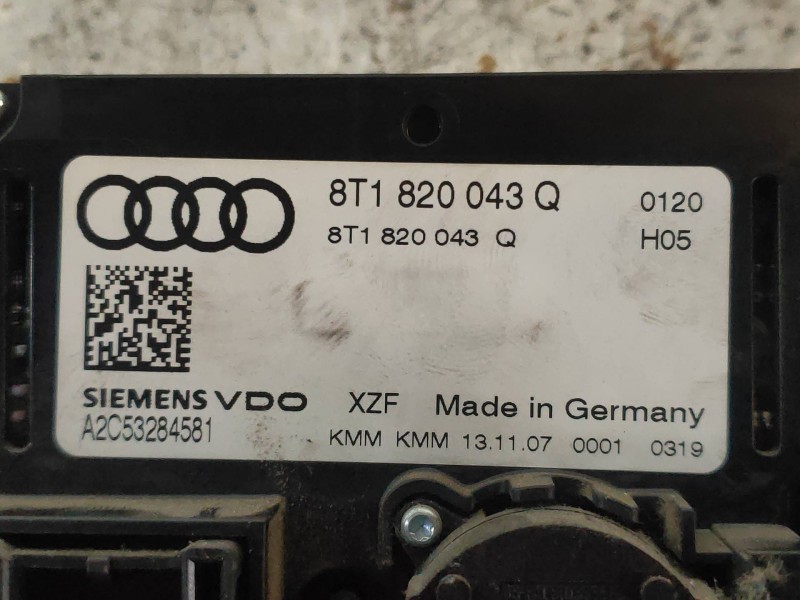 8T1 820 043 Q 0120
8T1 820 043 Q H05
SIEMENS VDO XZF Made in Germany
A2C53284581 KMM KMM 13.11.07 0001 0319